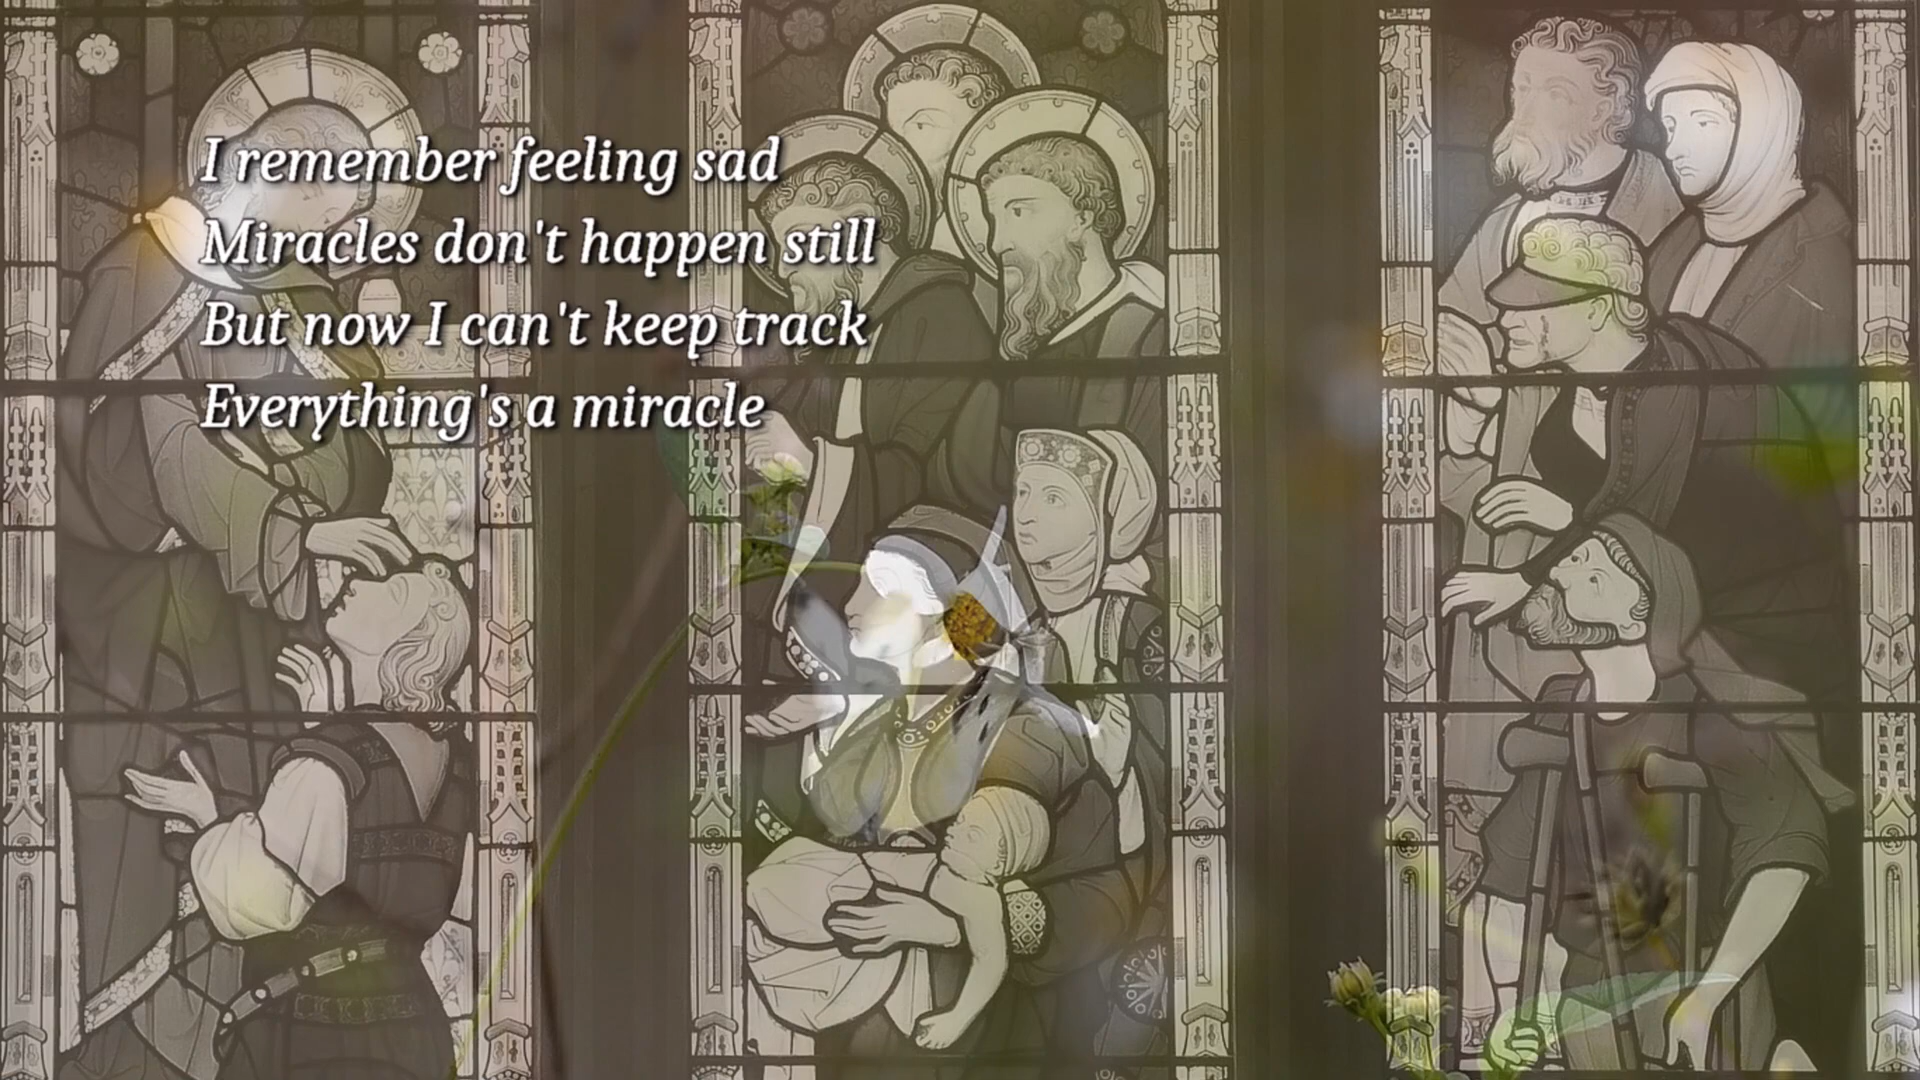 I remember feeling sad
Miracles don't happen still
But now I can't keep track
Everything's a miracle